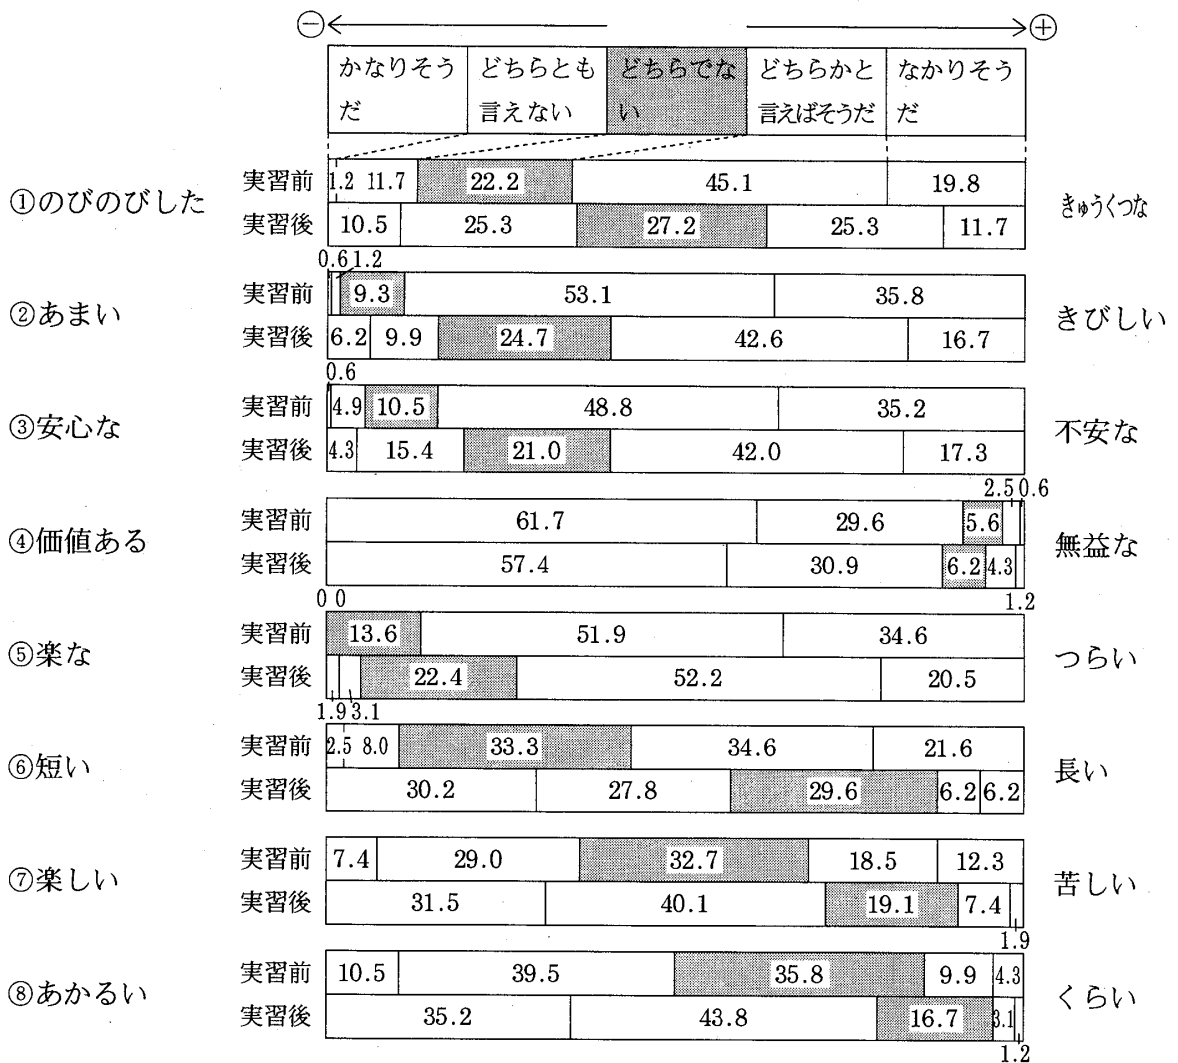 ⊖ ⊕
かなりそう どちらとも どちらでな どちらかと なかりそう
だ 言えない い 言えばそうだ だ
実習前 1.2 11.7 22.2 45.1 19.8
①のびのびした きゅうくつな
実習後 10.5 25.3 27.2 25.3 11.7
0.6 1.2
実習前 9.3 53.1 35.8
②あまい きびしい
実習後 6.2 9.9 24.7 42.6 16.7
0.6
実習前 4.9 10.5 48.8 35.2
③安心な 不安な
実習後 4.3 15.4 21.0 42.0 17.3
2.5 0.6
実習前 61.7 29.6 5.6
④価値ある 無益な
実習後 57.4 30.9 6.2 4.3
0 0 1.2
実習前 13.6 51.9 34.6
⑤楽な つらい
実習後 22.4 52.2 20.5
1.9 3.1
実習前 2.5 8.0 33.3 34.6 21.6
⑥短い 長い
実習後 30.2 27.8 29.6 6.2 6.2
実習前 7.4 29.0 32.7 18.5 12.3
⑦楽しい 苦しい
実習後 31.5 40.1 19.1 7.4
1.9
実習前 10.5 39.5 35.8 9.9 4.3
⑧あかるい くらい
実習後 35.2 43.8 16.7 3.1
1.2